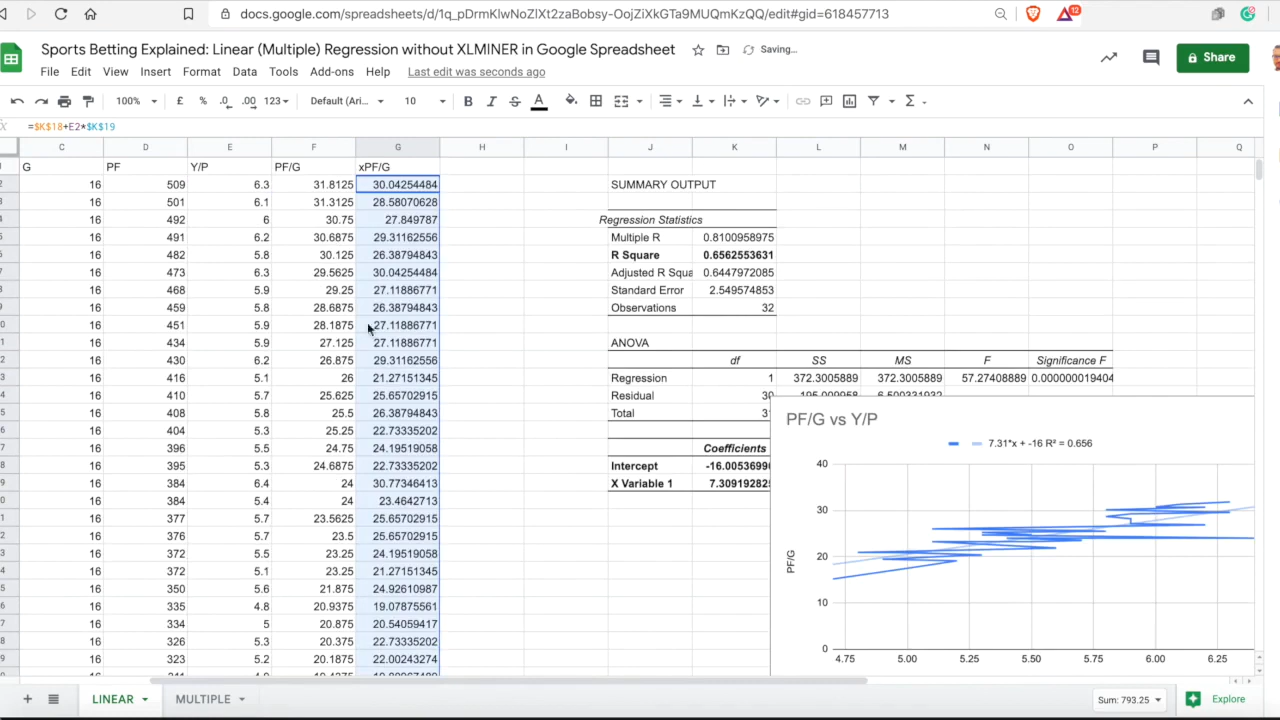 docs.google.com/spreadsheets/d/1q_pDrmKlwNoZlXt2zaBobsy-OojZiXkGTa9MUQmKzQQ/edit#gid=618457713
12
Sports Betting Explained: Linear (Multiple) Regression without XLMINER in Google Spreadsheet
Saving...
File Edit View Insert Format Data Tools Add-ons Help Last edit was seconds ago
Share
100% £ % .0 .00 123 Default (Ari... 10 B I S A Σ
=$K$18+E2*$K$19
C D E F G H I J K L M N O P Q
G PF Y/P PF/G xPF/G
16 509 6.3 31.8125 30.04254484 SUMMARY OUTPUT
16 501 6.1 31.3125 28.58070628
16 492 6 30.75 27.849787 Regression Statistics
16 491 6.2 30.6875 29.31162556 Multiple R 0.8100958975
16 482 5.8 30.125 26.38794843 R Square 0.6562553631
16 473 6.3 29.5625 30.04254484 Adjusted R Squa 0.6447972085
16 468 5.9 29.25 27.11886771 Standard Error 2.549574853
16 459 5.8 28.6875 26.38794843 Observations 32
16 451 5.9 28.1875 27.11886771
16 434 5.9 27.125 27.11886771 ANOVA
16 430 6.2 26.875 29.31162556 df SS MS F Significance F
16 416 5.1 26 21.27151345 Regression 1 372.3005889 372.3005889 57.27408889 0.000000019404
16 410 5.7 25.625 25.65702915 Residual 30 195.009958 6.500331932
16 408 5.8 25.5 26.38794843 Total 31
16 404 5.3 25.25 22.73335202
16 396 5.5 24.75 24.19519058 Coefficients
16 395 5.3 24.6875 22.73335202 Intercept -16.0053699
16 384 6.4 24 30.77346413 X Variable 1 7.309192825
16 384 5.4 24 23.4642713
16 377 5.7 23.5625 25.65702915
16 376 5.7 23.5 25.65702915
16 372 5.5 23.25 24.19519058
16 372 5.1 23.25 21.27151345
16 350 5.6 21.875 24.92610987
16 335 4.8 20.9375 19.07875561
16 334 5 20.875 20.54059417
16 326 5.3 20.375 22.73335202
16 323 5.2 20.1875 22.00243274
PF/G vs Y/P
7.31*x + -16 R² = 0.656
40
30
20
10
0
PF/G
4.75 5.00 5.25 5.50 5.75 6.00 6.25
LINEAR MULTIPLE Sum: 793.25 Explore